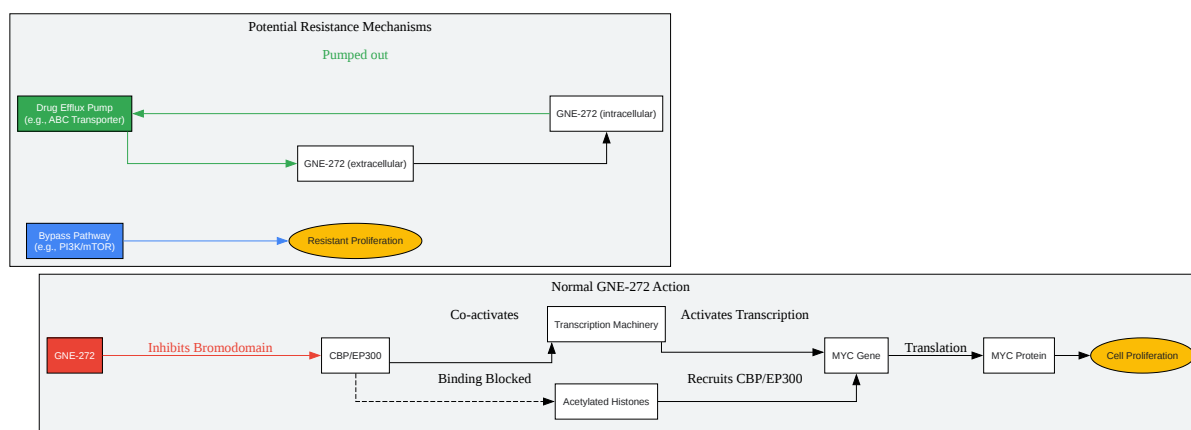 Potential Resistance Mechanisms
Pumped out
Drug Efflux Pump
(e.g., ABC Transporter)
GNE-272 (intracellular)
GNE-272 (extracellular)
Bypass Pathway
(e.g., PI3K/mTOR)
Resistant Proliferation
Normal GNE-272 Action
Co-activates
Transcription Machinery
Activates Transcription
GNE-272
Inhibits Bromodomain
CBP/EP300
MYC Gene
Translation
MYC Protein
Cell Proliferation
Binding Blocked
Acetylated Histones
Recruits CBP/EP300